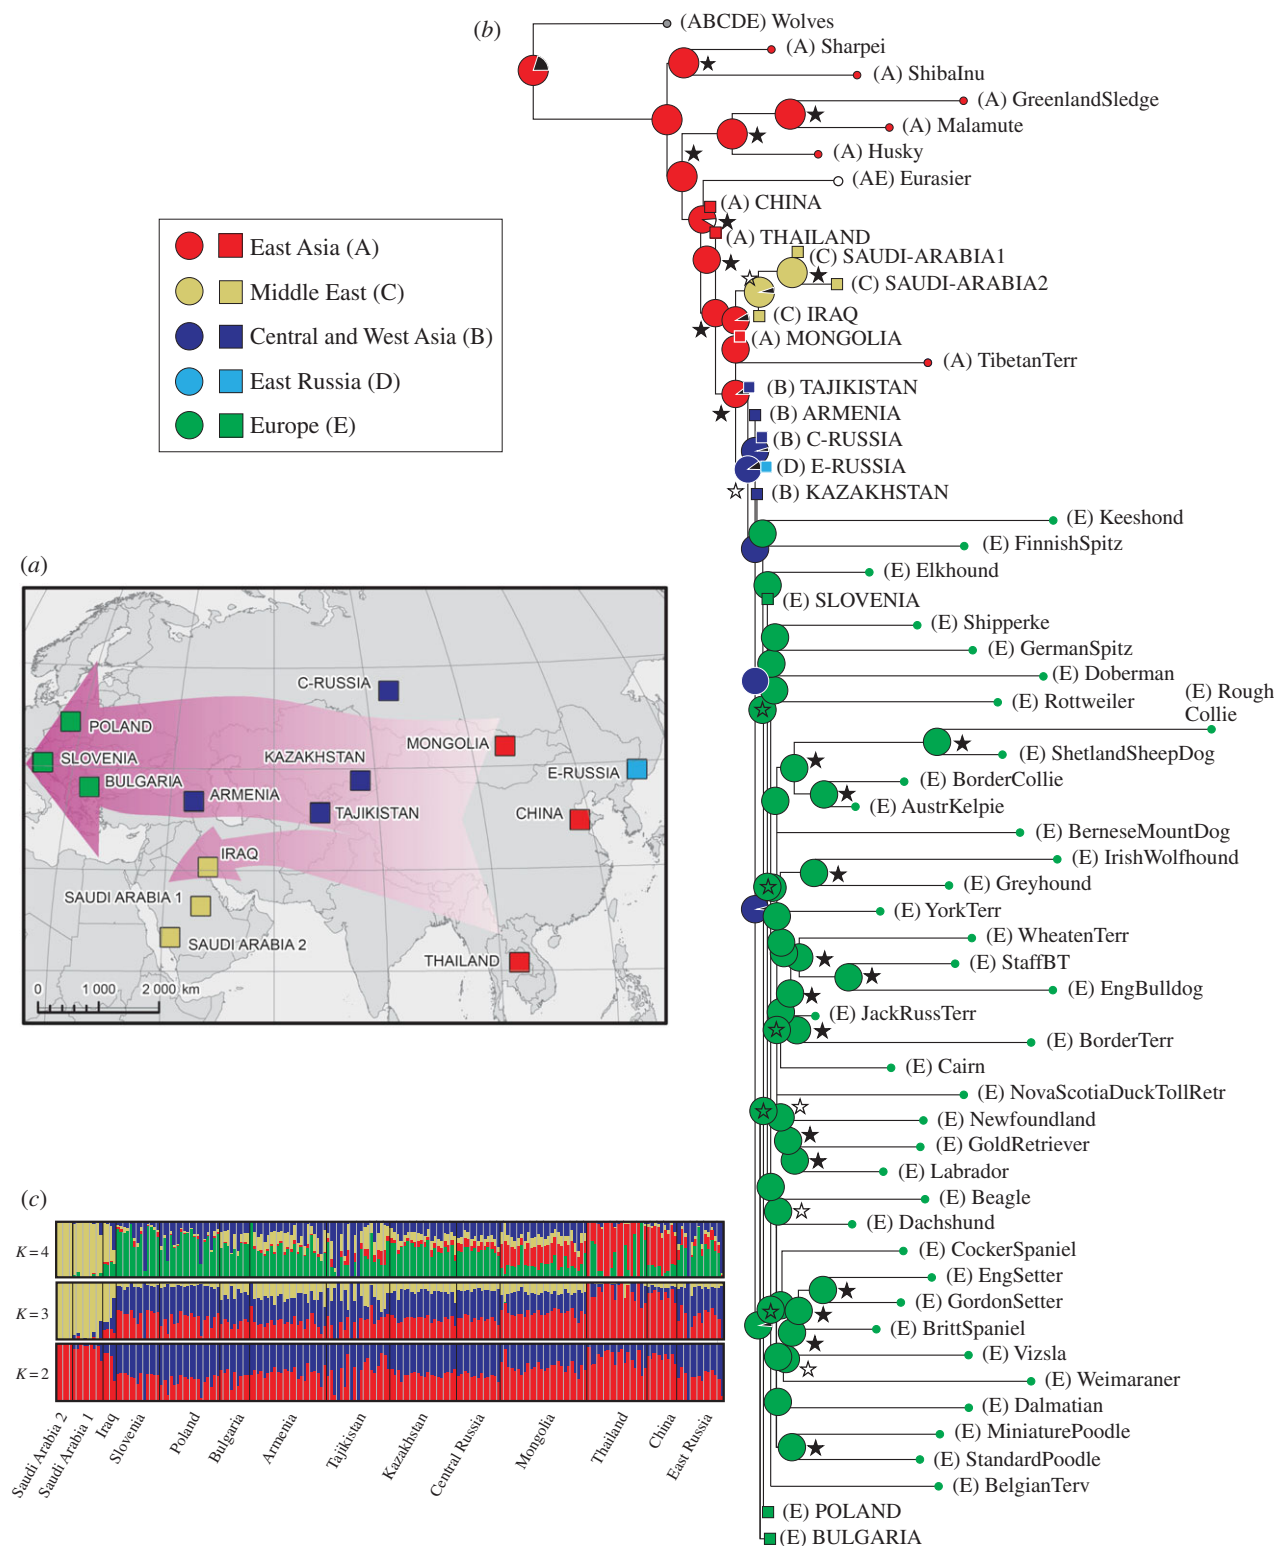 (b)
(ABCDE) Wolves
(A) Sharpei
(A) ShibaInu
(A) GreenlandSledge
(A) Malamute
(A) Husky
(AE) Eurasier
(A) CHINA
(A) THAILAND
(C) SAUDI-ARABIA1
(C) SAUDI-ARABIA2
(C) IRAQ
(A) MONGOLIA
(A) TibetanTerr
(B) TAJIKISTAN
(B) ARMENIA
(B) C-RUSSIA
(D) E-RUSSIA
(B) KAZAKHSTAN
(E) Keeshond
(E) FinnishSpitz
(E) Elkhound
(E) SLOVENIA
(E) Shipperke
(E) GermanSpitz
(E) Doberman
(E) Rottweiler
(E) Rough
Collie
(E) ShetlandSheepDog
(E) BorderCollie
(E) AustrKelpie
(E) BerneseMountDog
(E) IrishWolfhound
(E) Greyhound
(E) YorkTerr
(E) WheatenTerr
(E) StaffBT
(E) EngBulldog
(E) JackRussTerr
(E) BorderTerr
(E) Cairn
(E) NovaScotiaDuckTollRetr
(E) Newfoundland
(E) GoldRetriever
(E) Labrador
(E) Beagle
(E) Dachshund
(E) CockerSpaniel
(E) EngSetter
(E) GordonSetter
(E) BrittSpaniel
(E) Vizsla
(E) Weimaraner
(E) Dalmatian
(E) MiniaturePoodle
(E) StandardPoodle
(E) BelgianTerv
(E) POLAND
(E) BULGARIA
East Asia (A)
Middle East (C)
Central and West Asia (B)
East Russia (D)
Europe (E)
(a)
C-RUSSIA
POLAND
MONGOLIA
SLOVENIA
KAZAKHSTAN
E-RUSSIA
BULGARIA
ARMENIA
TAJIKISTAN
CHINA
IRAQ
SAUDI ARABIA 1
SAUDI ARABIA 2
THAILAND
0 1 000 2 000 km
(c)
K = 4
K = 3
K = 2
Saudi Arabia 2
Saudi Arabia 1
Iraq
Slovenia
Poland
Bulgaria
Armenia
Tajikistan
Kazakhstan
Central Russia
Mongolia
Thailand
China
East Russia